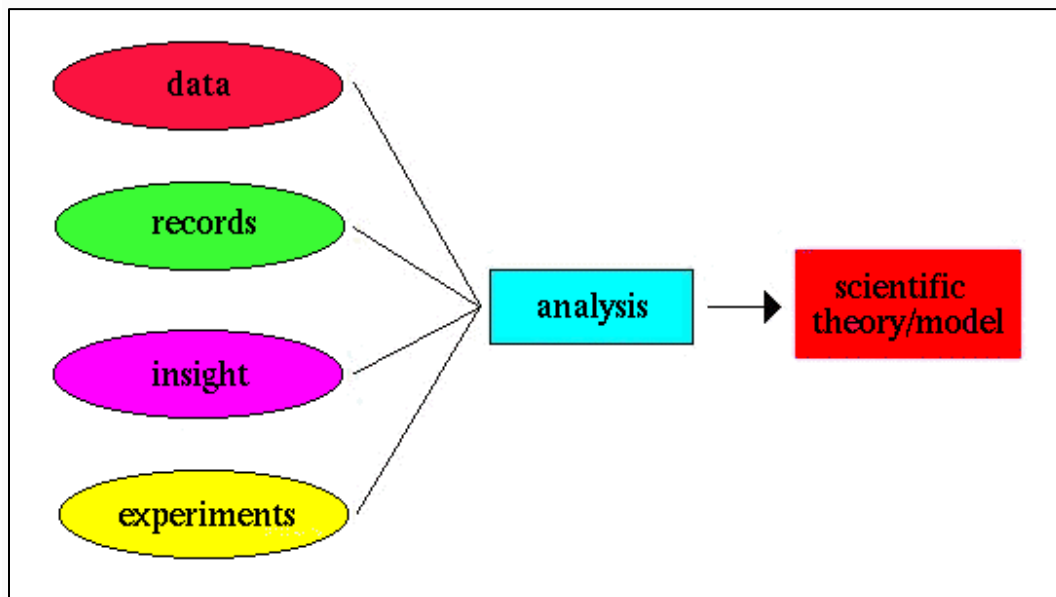 data
records
insight
experiments
analysis
scientific
theory/model